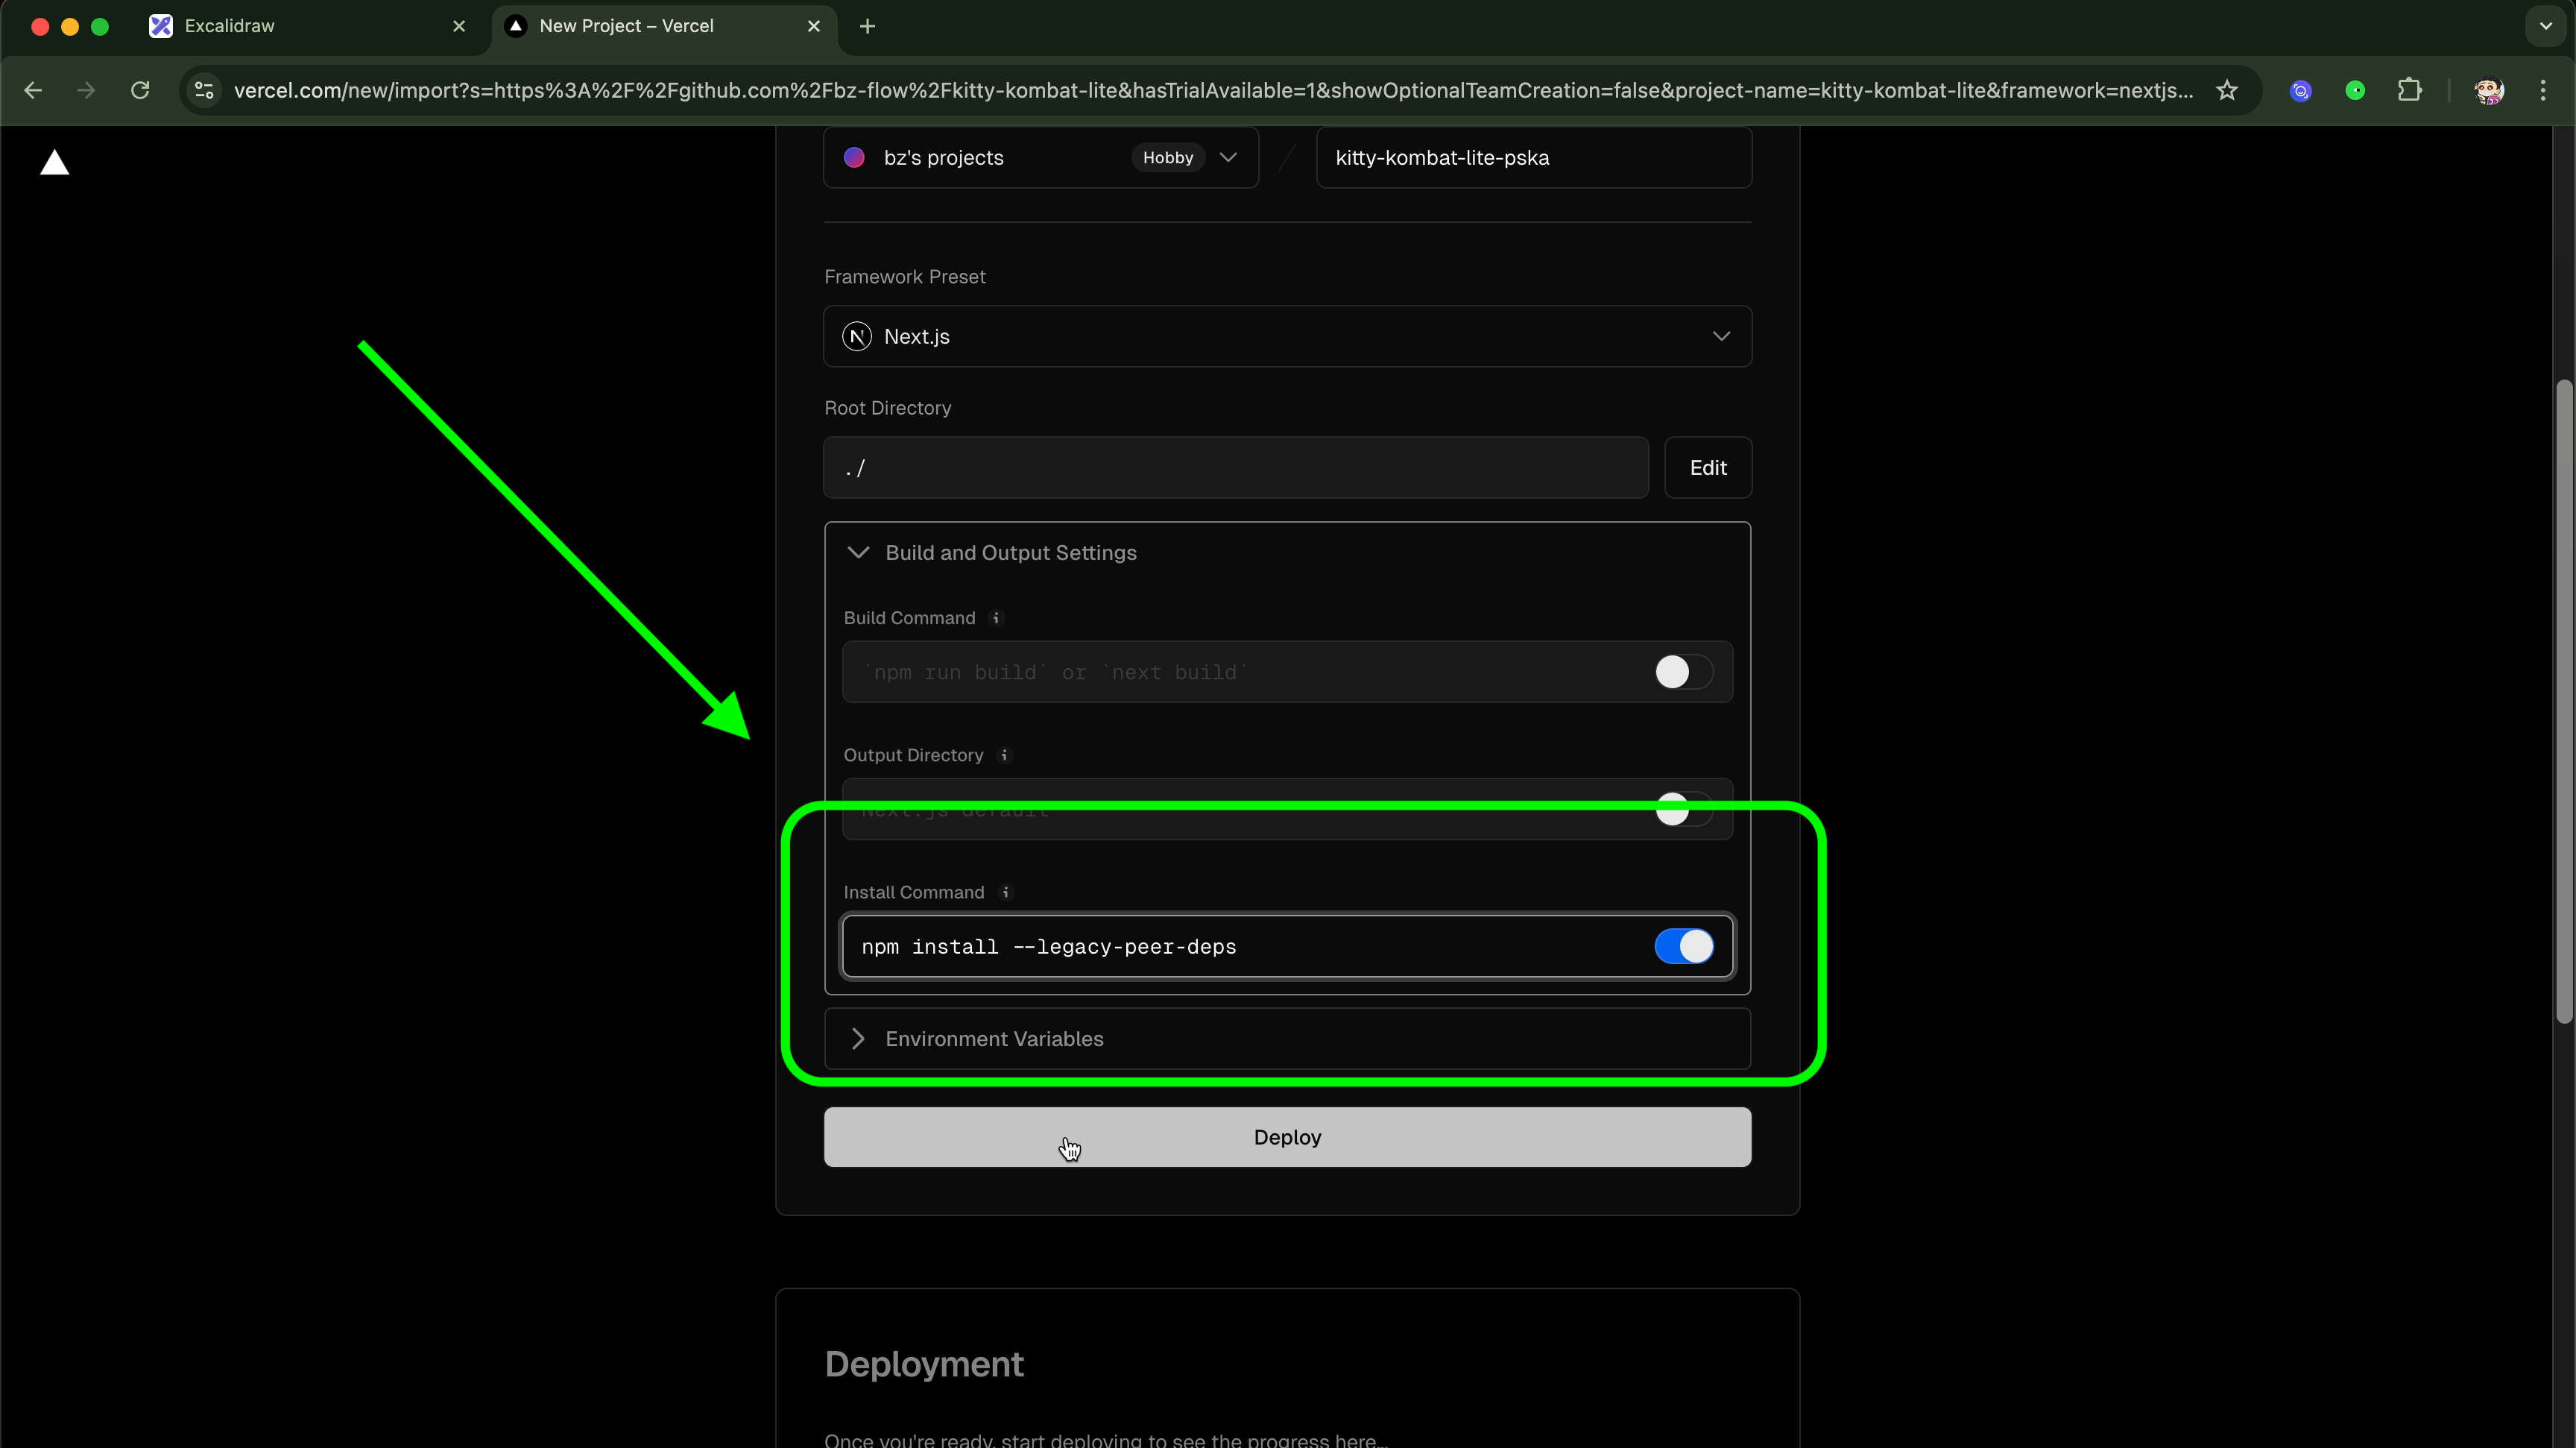 Excalidraw
New Project – Vercel
vercel.com/new/import?s=https%3A%2F%2Fgithub.com%2Fbz-flow%2Fkitty-kombat-lite&hasTrialAvailable=1&showOptionalTeamCreation=false&project-name=kitty-kombat-lite&framework=nextjs...
bz's projects
Hobby
kitty-kombat-lite-pska
Framework Preset
Next.js
Root Directory
./
Edit
Build and Output Settings
Build Command
`npm run build` or `next build`
Output Directory
Next.js default
Install Command
npm install --legacy-peer-deps
Environment Variables
Deploy
Deployment
Once you're ready, start deploying to see the progress here...